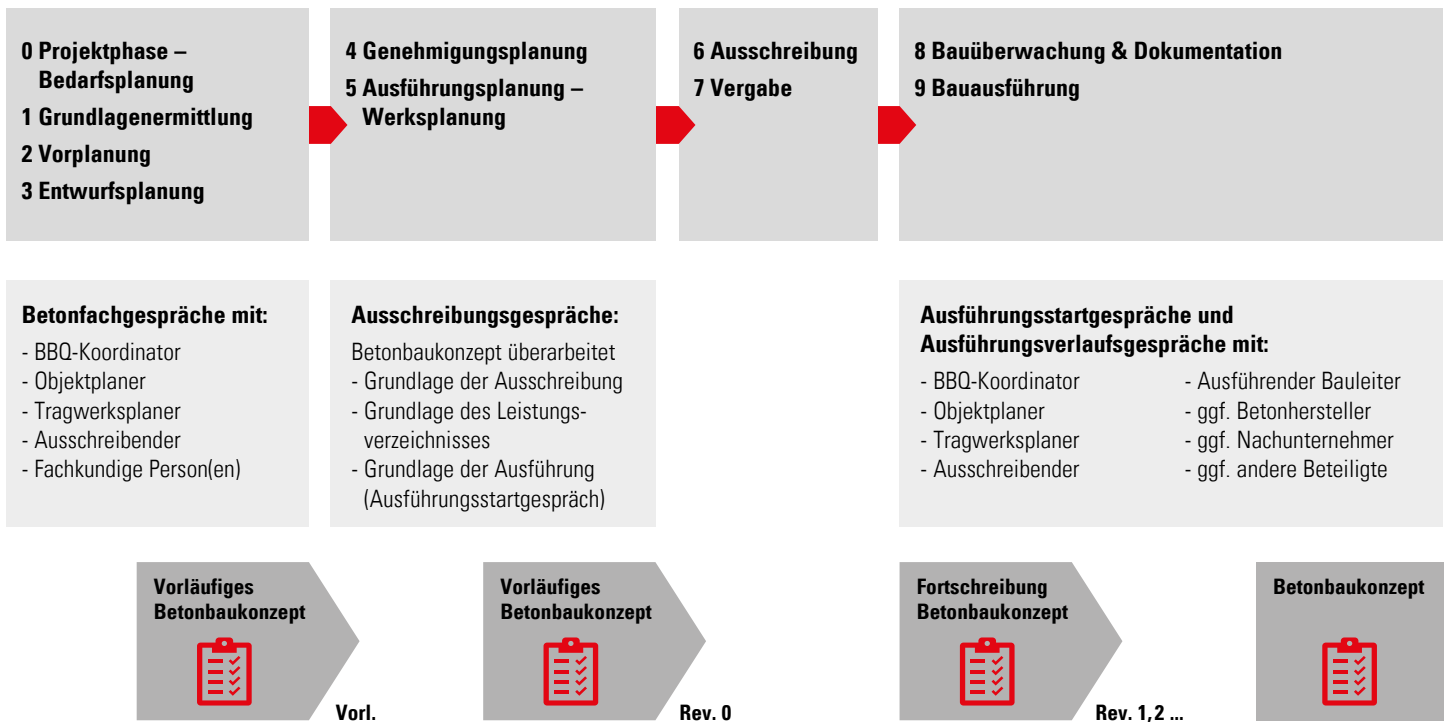 0 Projektphase –
Bedarfsplanung
1 Grundlagenermittlung
2 Vorplanung
3 Entwurfsplanung
4 Genehmigungsplanung
5 Ausführungsplanung –
Werksplanung
6 Ausschreibung
7 Vergabe
8 Bauüberwachung & Dokumentation
9 Bauausführung
Betonfachgespräche mit:
- BBQ-Koordinator
- Objektplaner
- Tragwerksplaner
- Ausschreibender
- Fachkundige Person(en)
Ausschreibungsgespräche:
Betonbaukonzept überarbeitet
- Grundlage der Ausschreibung
- Grundlage des Leistungs-
verzeichnisses
- Grundlage der Ausführung
(Ausführungsstartgespräch)
Ausführungsstartgespräche und
Ausführungsverlaufsgespräche mit:
- BBQ-Koordinator
- Objektplaner
- Tragwerksplaner
- Ausschreibender
- Ausführender Bauleiter
- ggf. Betonhersteller
- ggf. Nachunternehmer
- ggf. andere Beteiligte
Vorläufiges
Betonbaukonzept
Vorl.
Vorläufiges
Betonbaukonzept
Rev. 0
Fortschreibung
Betonbaukonzept
Rev. 1,2 ...
Betonbaukonzept